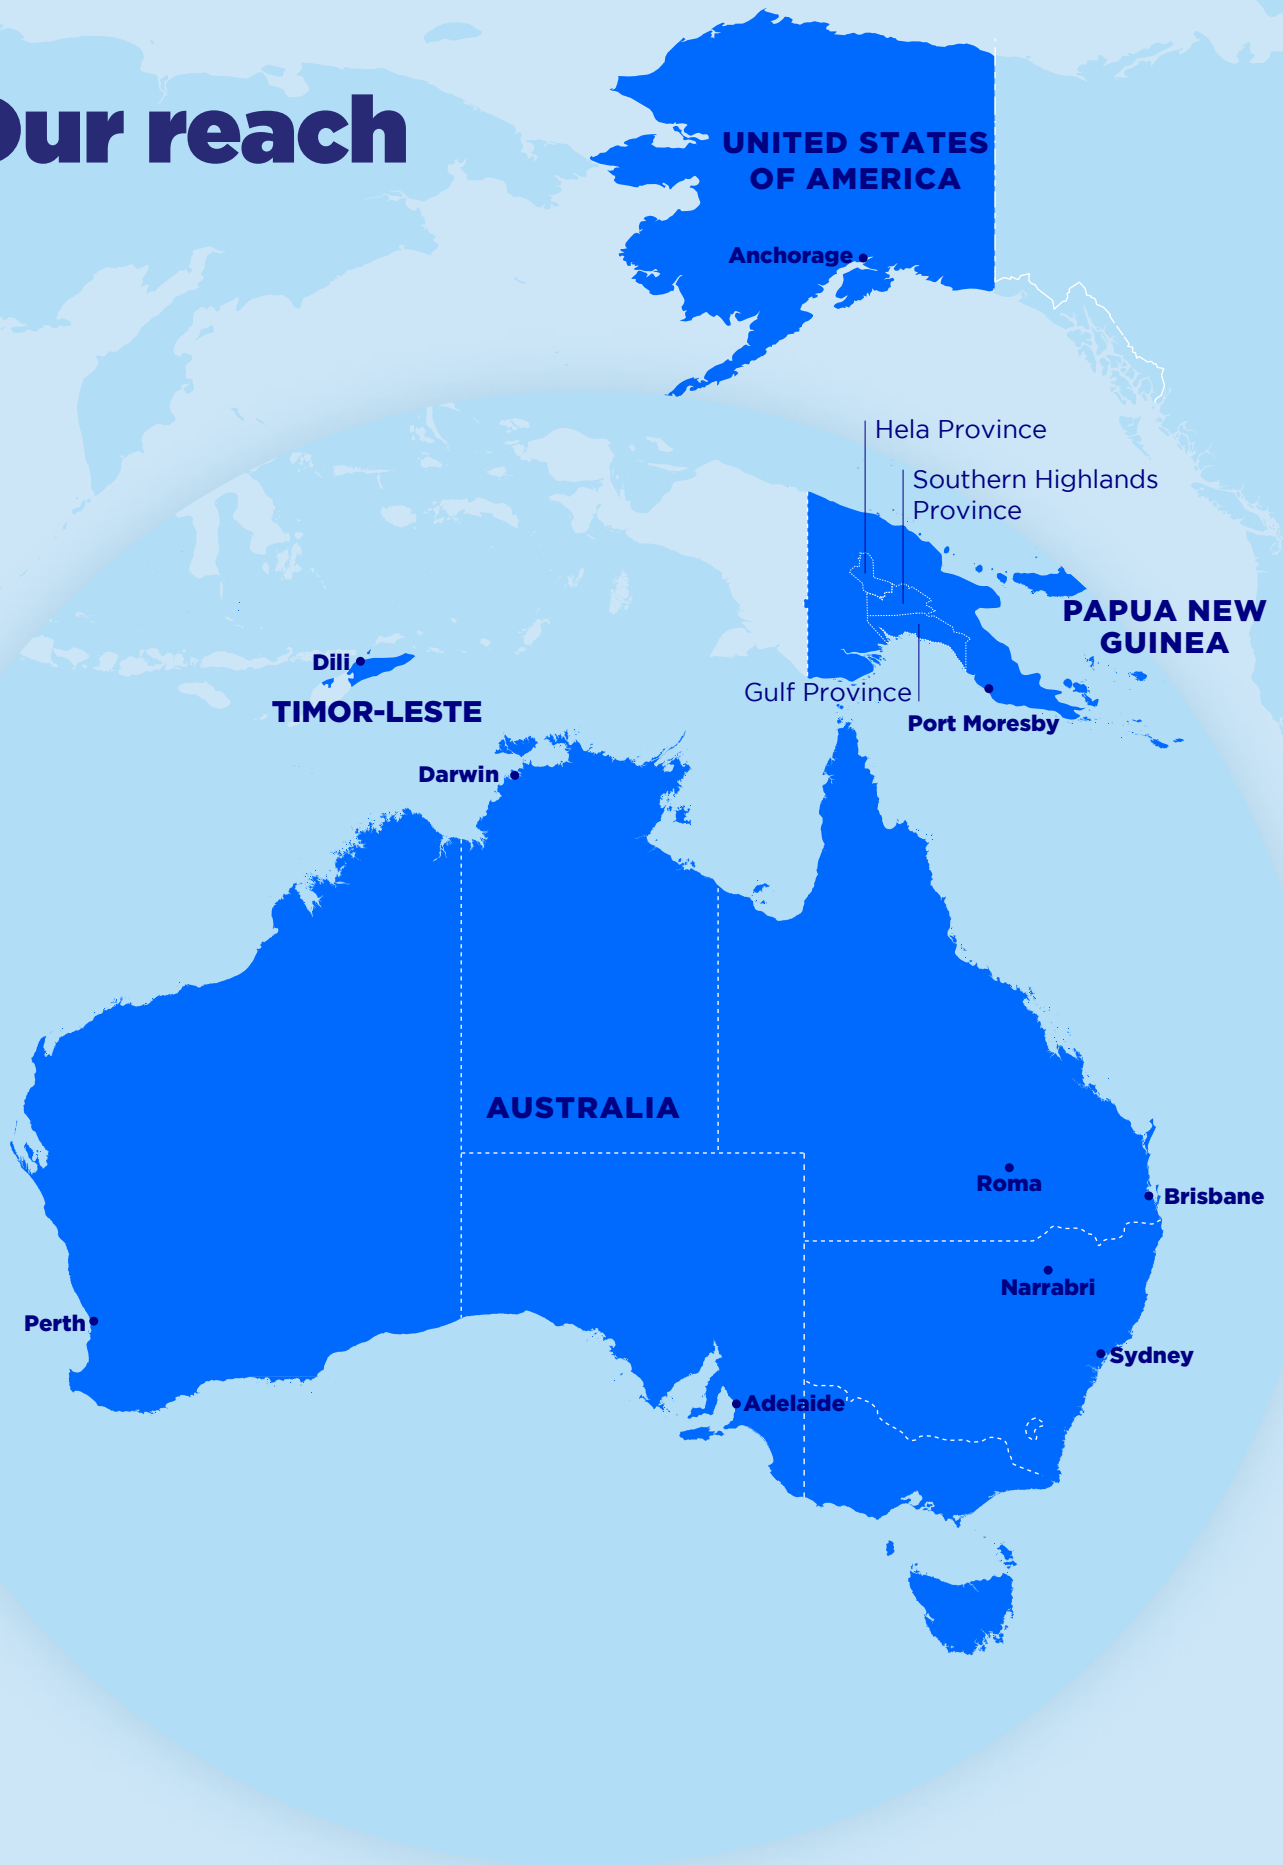 Our reach
UNITED STATES
OF AMERICA
Anchorage
Hela Province
Southern Highlands
Province
PAPUA NEW
GUINEA
Dili
TIMOR-LESTE
Gulf Province
Port Moresby
Darwin
AUSTRALIA
Roma
Brisbane
Narrabri
Perth
Sydney
Adelaide